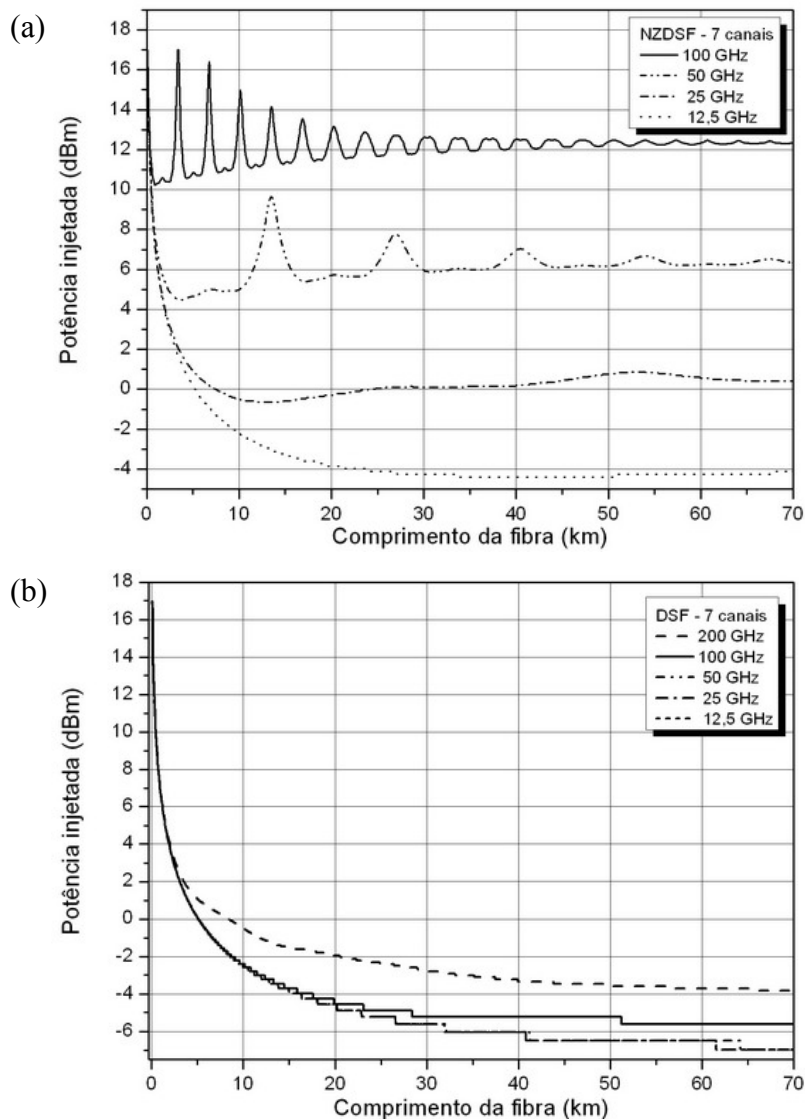 (a)
NZDSF - 7 canais
100 GHz
50 GHz
25 GHz
12,5 GHz
Potência injetada (dBm)
18
16
14
12
10
8
6
4
2
0
-2
-4
0
10
20
30
40
50
60
70
Comprimento da fibra (km)
(b)
DSF - 7 canais
200 GHz
100 GHz
50 GHz
25 GHz
12,5 GHz
Potência injetada (dBm)
18
16
14
12
10
8
6
4
2
0
-2
-4
-6
0
10
20
30
40
50
60
70
Comprimento da fibra (km)